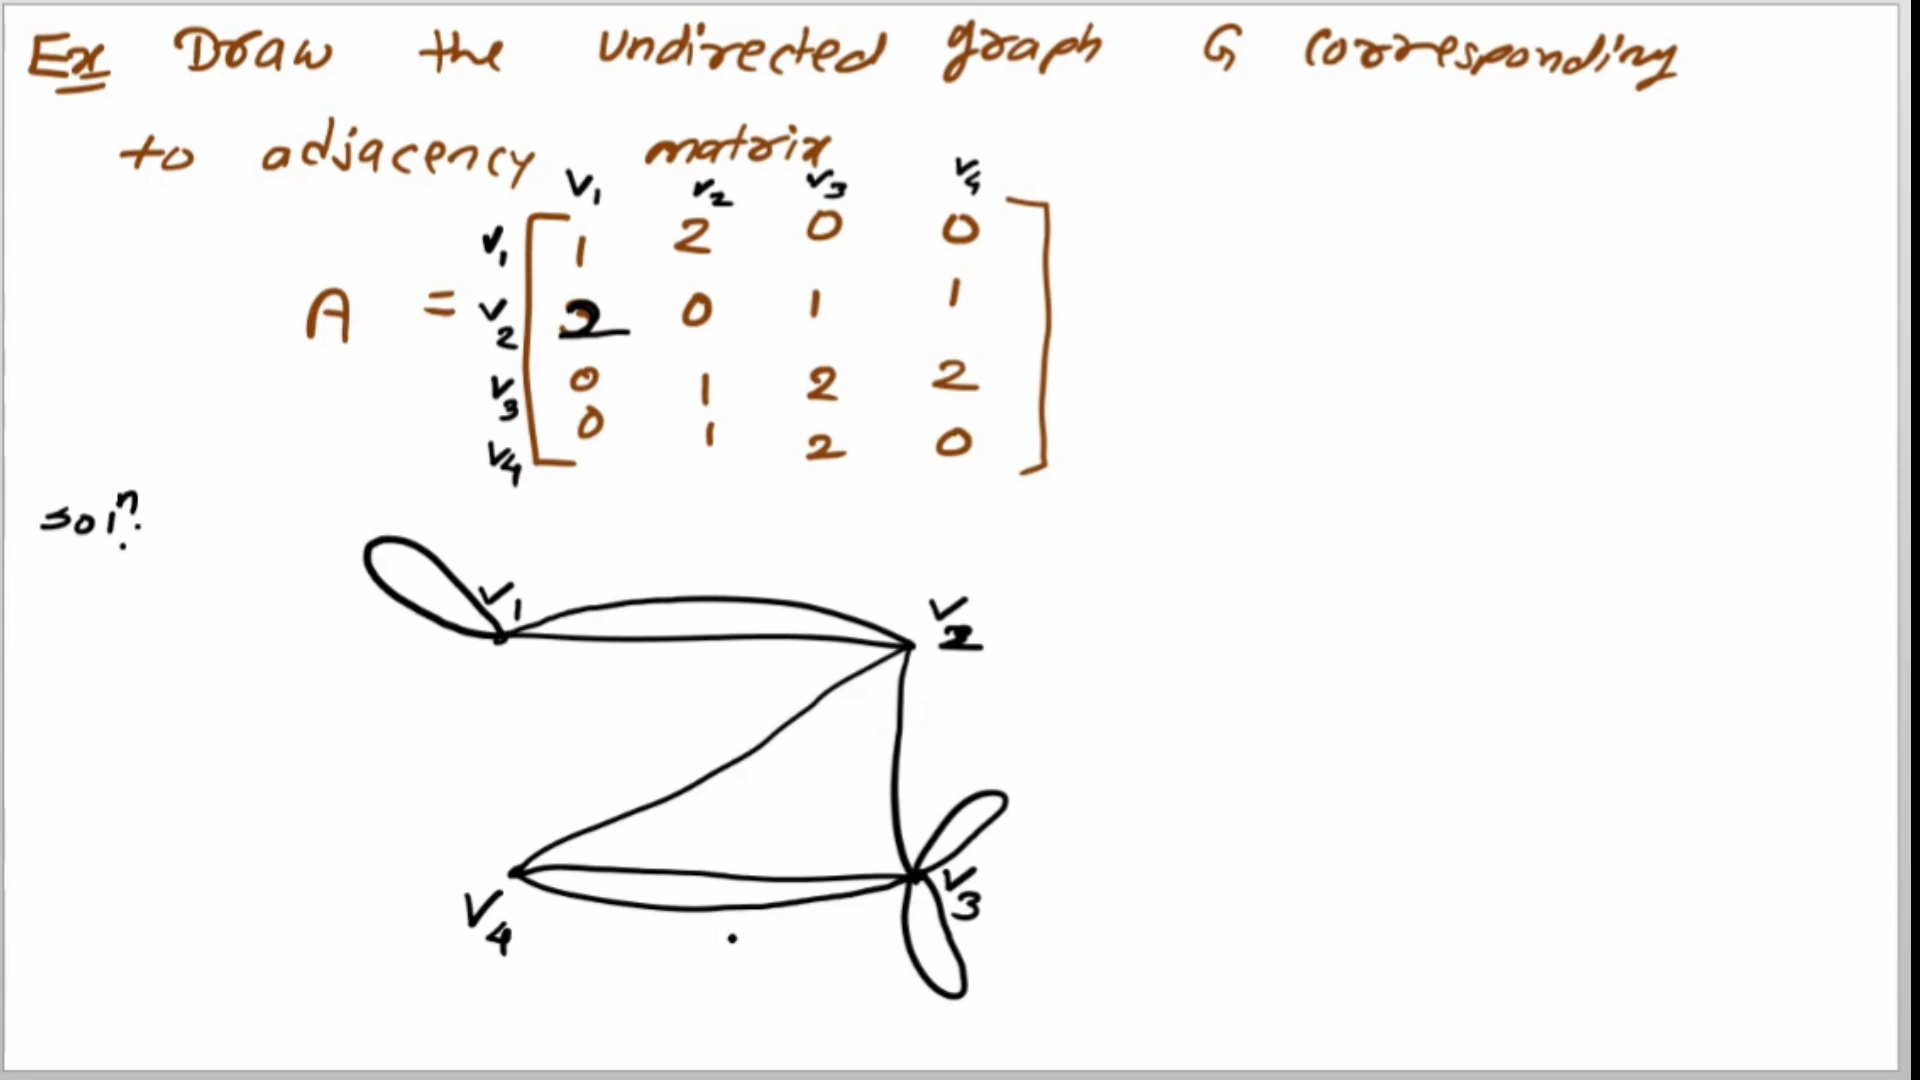 Ex Draw the undirected graph G corresponding
to adjacency matrix
V1 V2 V3 V4
V1 1 2 0 0
A = V2 2 0 1 1
V3 0 1 2 2
V4 0 1 2 0
Soln:
V1 V2
V4 V3